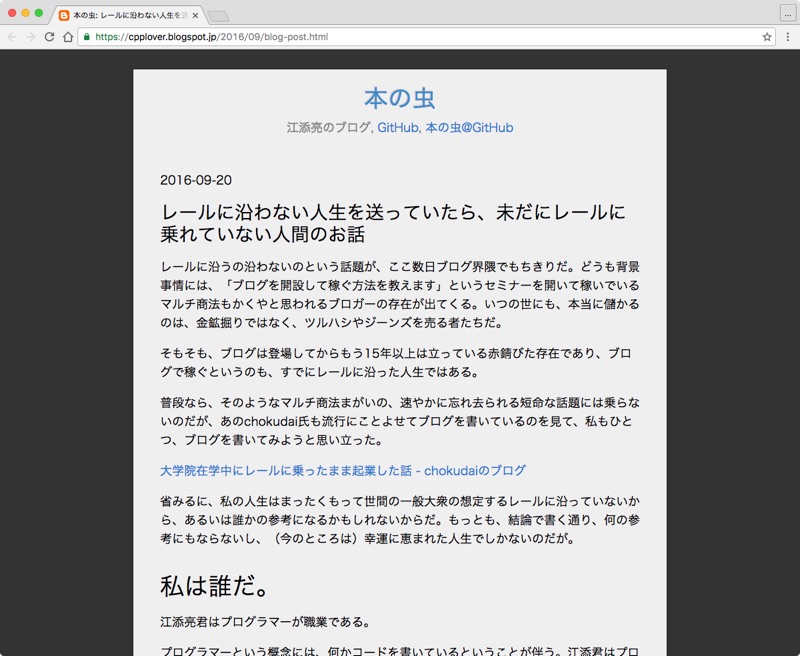 本の虫: レールに沿わない人生を送
https://cpplover.blogspot.jp/2016/09/blog-post.html
本の虫
江添亮のブログ, GitHub, 本の虫@GitHub
2016-09-20
レールに沿わない人生を送っていたら、未だにレールに
乗れていない人間のお話
レールに沿うの沿わないのという話題が、ここ数日ブログ界隈でもちきりだ。どうも背景
事情には、「ブログを開設して稼ぐ方法を教えます」というセミナーを開いて稼いでいる
マルチ商法もかくやと思われるブロガーの存在が出てくる。いつの世にも、本当に儲かる
のは、金鉱掘りではなく、ツルハシやジーンズを売る者たちだ。
そもそも、ブログは登場してからもう15年以上は立っている赤錆びた存在であり、ブロ
グで稼ぐというのも、すでにレールに沿った人生ではある。
普段なら、そのようなマルチ商法まがいの、速やかに忘れ去られる短命な話題には乗らな
いのだが、あのchokudai氏も流行にことよせてブログを書いているのを見て、私もひと
つ、ブログを書いてみようと思い立った。
大学院在学中にレールに乗ったまま起業した話 - chokudaiのブログ
省みるに、私の人生はまったくもって世間の一般大衆の想定するレールに沿っていないか
ら、あるいは誰かの参考になるかもしれないからだ。もっとも、結論で書く通り、何の参
考にもならないし、（今のところは）幸運に恵まれた人生でしかないのだが。
私は誰だ。
江添亮君はプログラマーが職業である。
プログラマーという概念には、何かコードを書いているということが伴う。江添君はプロ